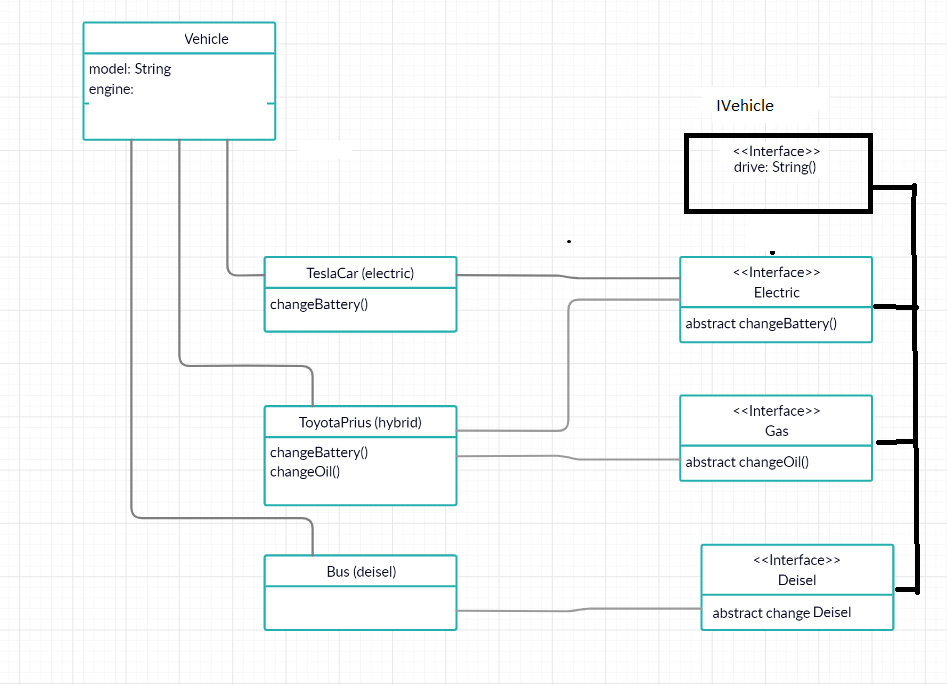 Vehicle
model: String
engine:
IVehicle
<<Interface>>
drive: String()
TeslaCar (electric)
changeBattery()
<<Interface>>
Electric
abstract changeBattery()
ToyotaPrius (hybrid)
changeBattery()
changeOil()
<<Interface>>
Gas
abstract changeOil()
Bus (deisel)
<<Interface>>
Deisel
abstract change Deisel